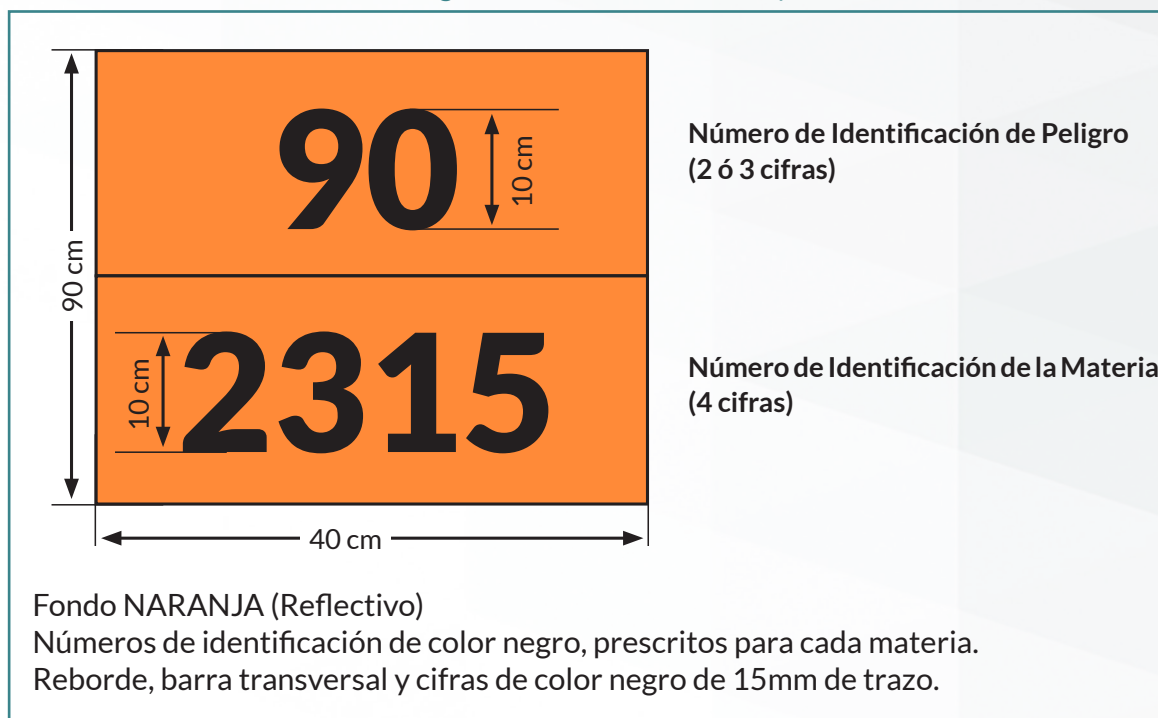 90
10 cm
Número de Identificación de Peligro
(2 ó 3 cifras)
90 cm
2315
10 cm
Número de Identificación de la Materia
(4 cifras)
40 cm
Fondo NARANJA (Reflectivo)
Números de identificación de color negro, prescritos para cada materia.
Reborde, barra transversal y cifras de color negro de 15mm de trazo.